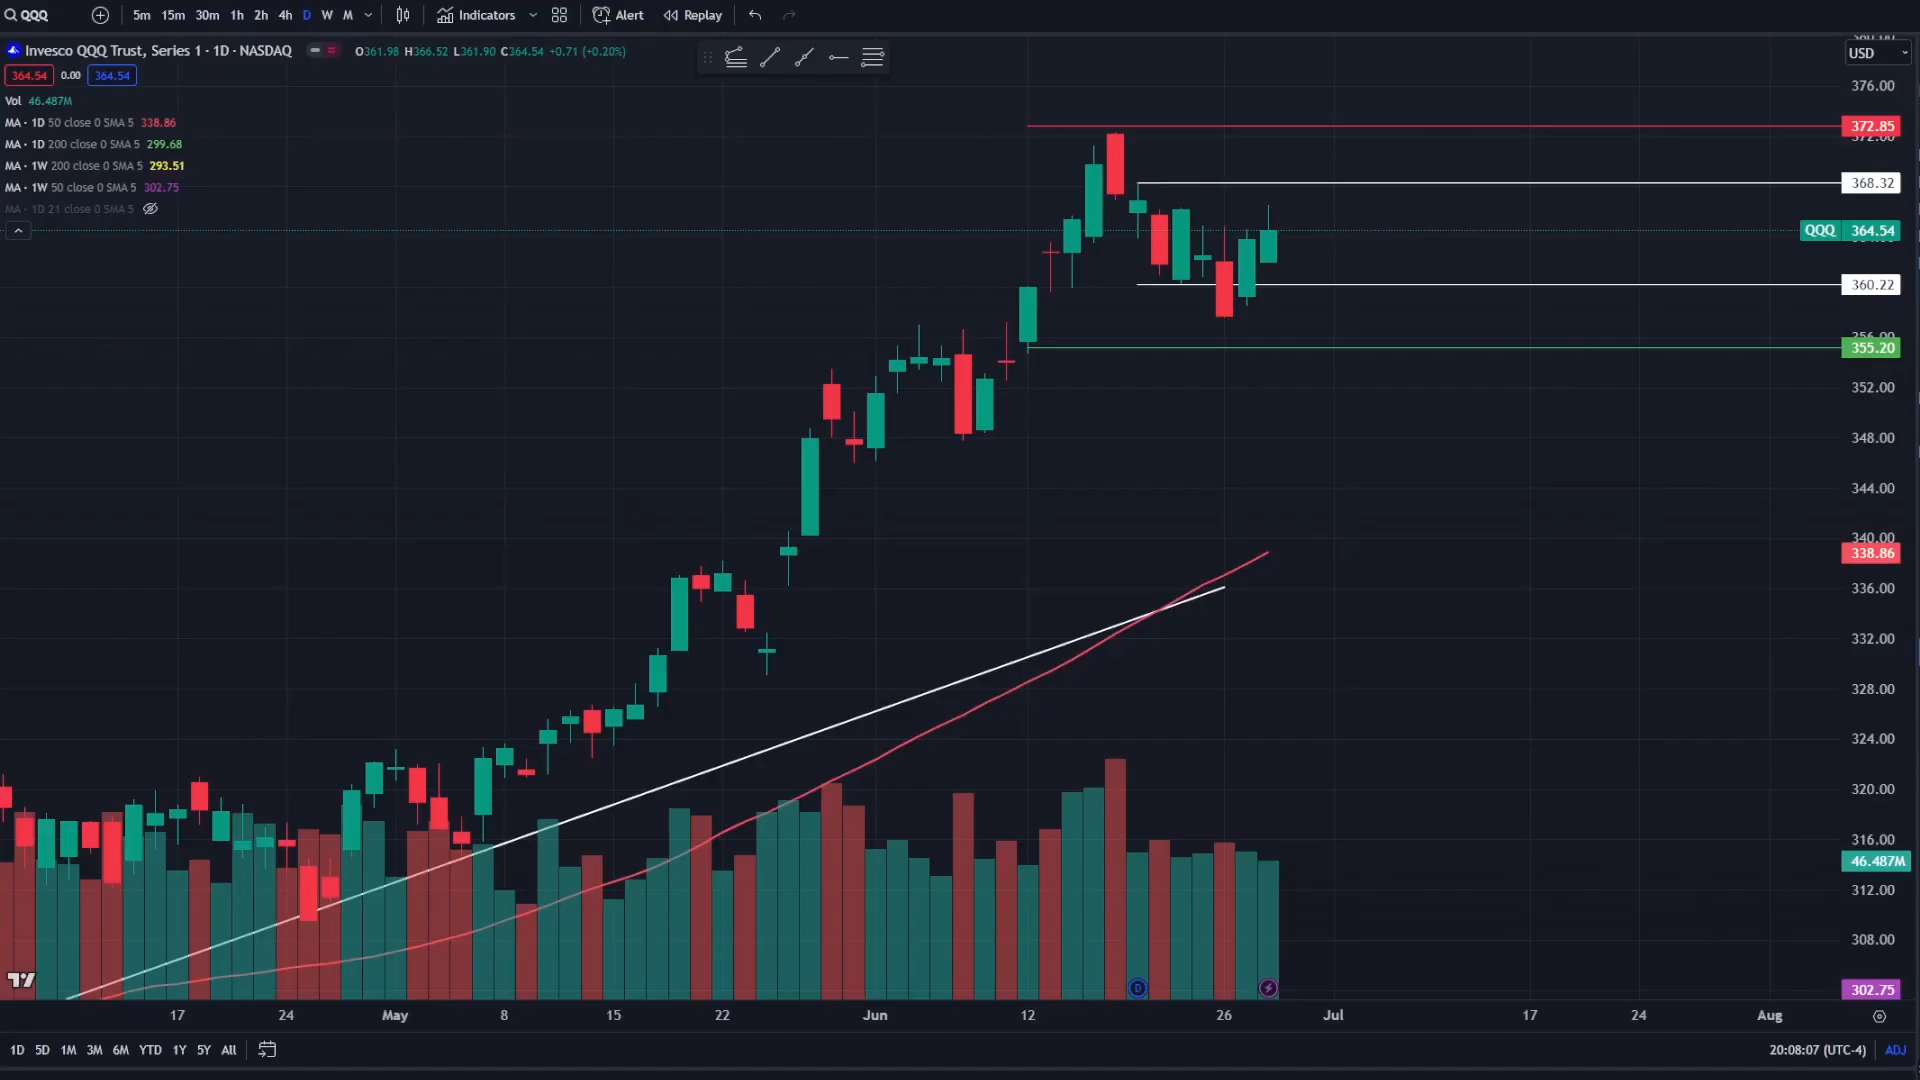 QQQ 5m 15m 30m 1h 2h 4h D W M Indicators Alert Replay
Invesco QQQ Trust, Series 1 · 1D · NASDAQ O361.98 H366.52 L361.90 C364.54 +0.71 (+0.20%)
364.54 0.00 364.54
Vol 46.487M
MA · 1D 50 close 0 SMA 5 338.86
MA · 1D 200 close 0 SMA 5 299.68
MA · 1W 200 close 0 SMA 5 293.51
MA · 1W 50 close 0 SMA 5 302.75
MA · 1D 21 close 0 SMA 5
USD
376.00
372.85
372.00
368.32
QQQ 364.54
360.22
356.00
355.20
352.00
348.00
344.00
340.00
338.86
336.00
332.00
328.00
324.00
320.00
316.00
46.487M
312.00
308.00
302.75
D
17 24 May 8 15 22 Jun 12 26 Jul 17 24 Aug
1D 5D 1M 3M 6M YTD 1Y 5Y All 20:08:07 (UTC-4) ADJ